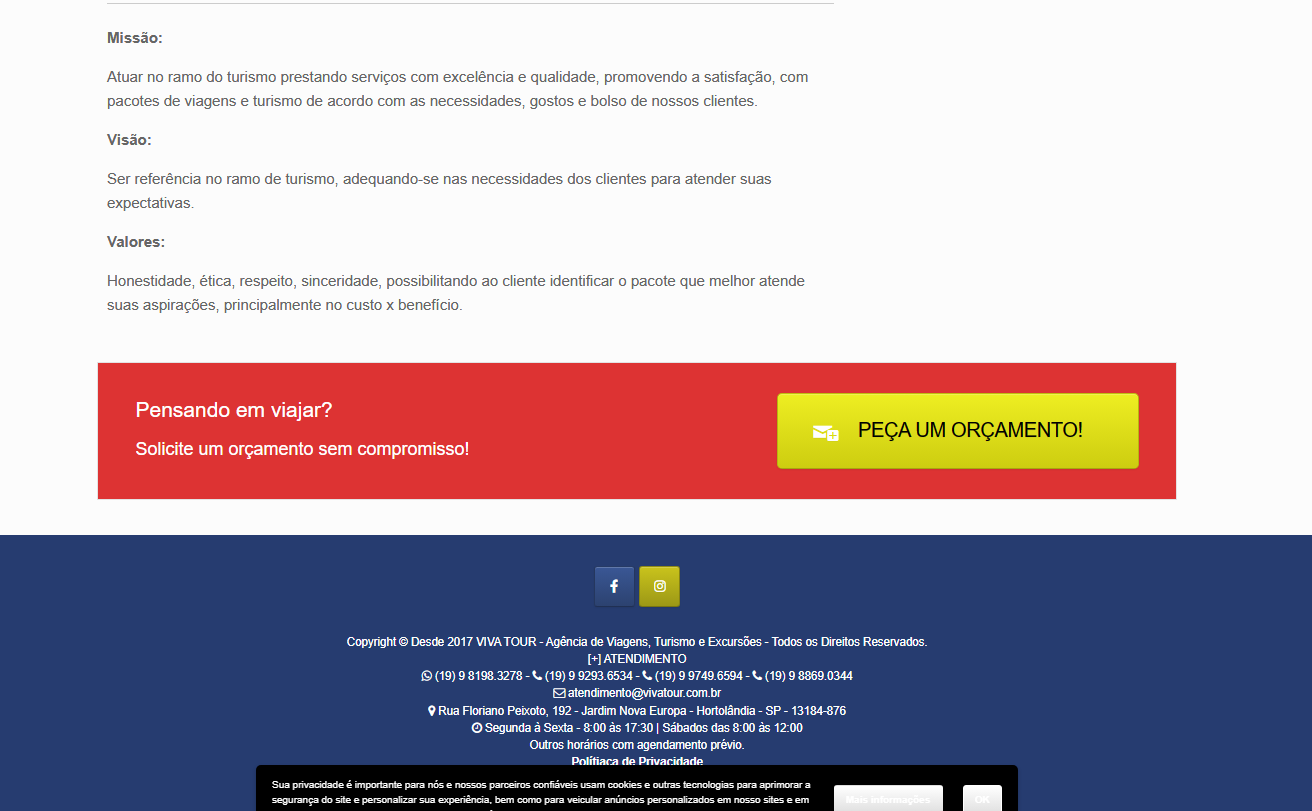 Missão:
Atuar no ramo do turismo prestando serviços com excelência e qualidade, promovendo a satisfação, com
pacotes de viagens e turismo de acordo com as necessidades, gostos e bolso de nossos clientes.
Visão:
Ser referência no ramo de turismo, adequando-se nas necessidades dos clientes para atender suas
expectativas.
Valores:
Honestidade, ética, respeito, sinceridade, possibilitando ao cliente identificar o pacote que melhor atende
suas aspirações, principalmente no custo x benefício.
Pensando em viajar?
Solicite um orçamento sem compromisso!
PEÇA UM ORÇAMENTO!
Copyright © Desde 2017 VIVA TOUR - Agência de Viagens, Turismo e Excursões - Todos os Direitos Reservados.
[+] ATENDIMENTO
(19) 9 8198.3278 - (19) 9 9293.6534 - (19) 9 9749.6594 - (19) 9 8869.0344
atendimento@vivatour.com.br
Rua Floriano Peixoto, 192 - Jardim Nova Europa - Hortolândia - SP - 13184-876
Segunda à Sexta - 8:00 às 17:30 | Sábados das 8:00 às 12:00
Outros horários com agendamento prévio.
Polítiaca de Privacidade
Sua privacidade é importante para nós e nossos parceiros confiáveis usam cookies e outras tecnologias para aprimorar a
segurança do site e personalizar sua experiência, bem como para veicular anúncios personalizados em nosso sites e em
Mais informações
OK